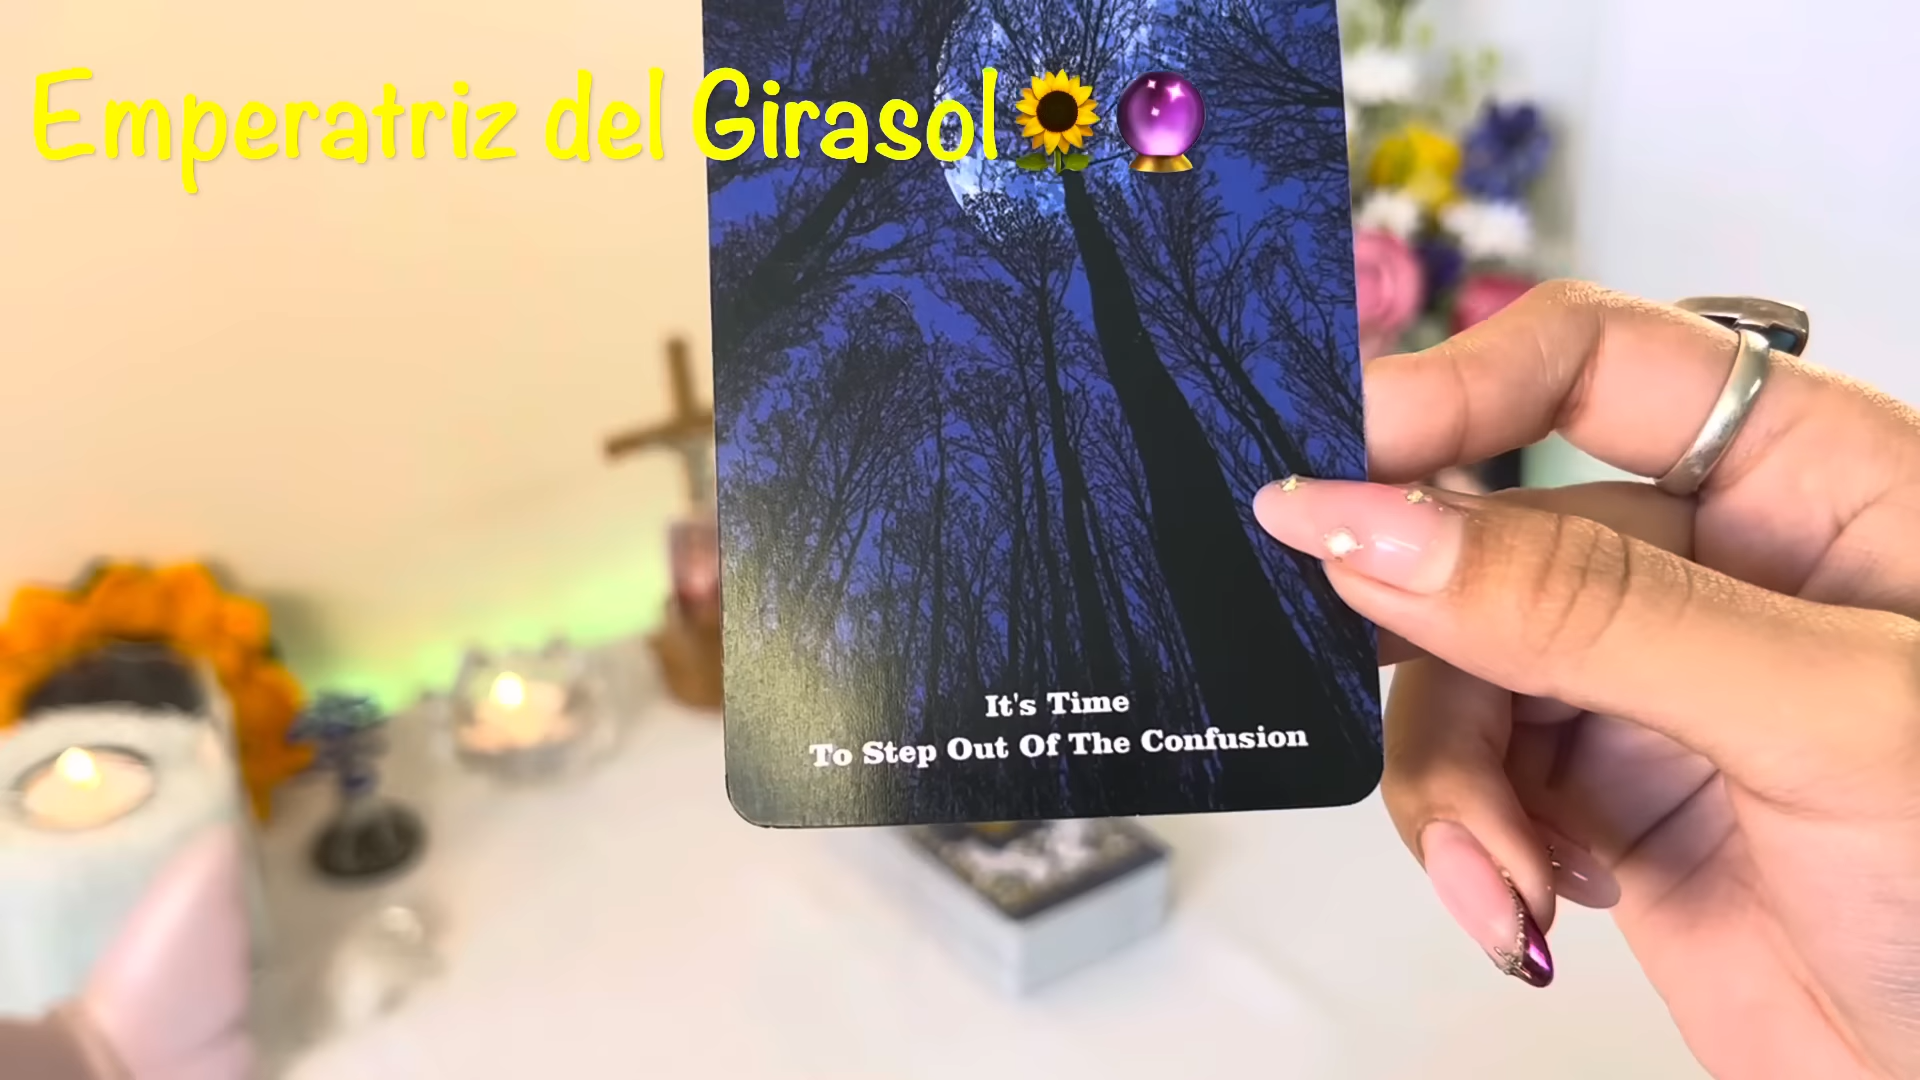 Emperatriz del Girasol🌻🔮
It's Time
To Step Out Of The Confusion